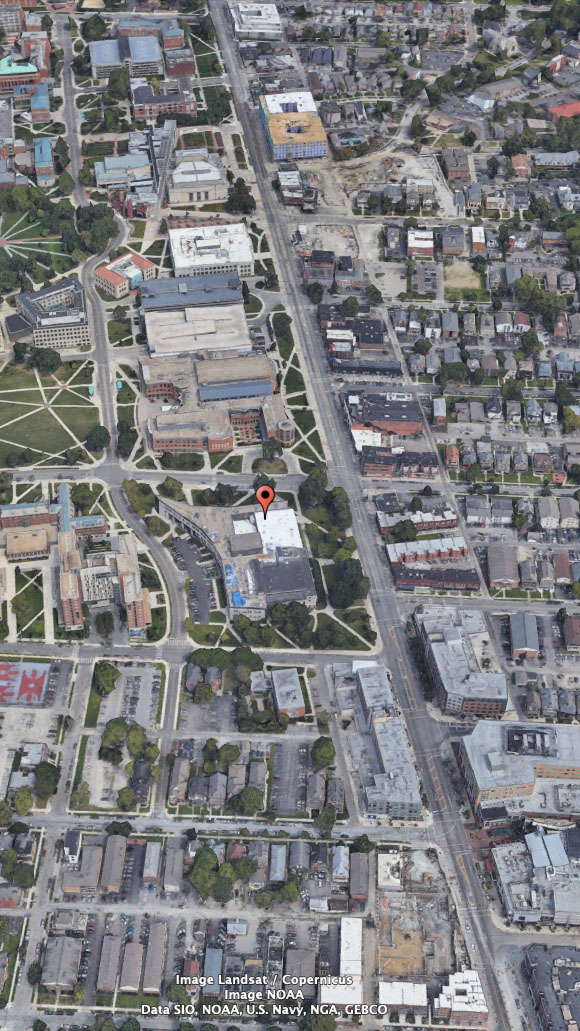 Image Landsat / Copernicus
Image NOAA
Data SIO, NOAA, U.S. Navy, NGA, GEBCO